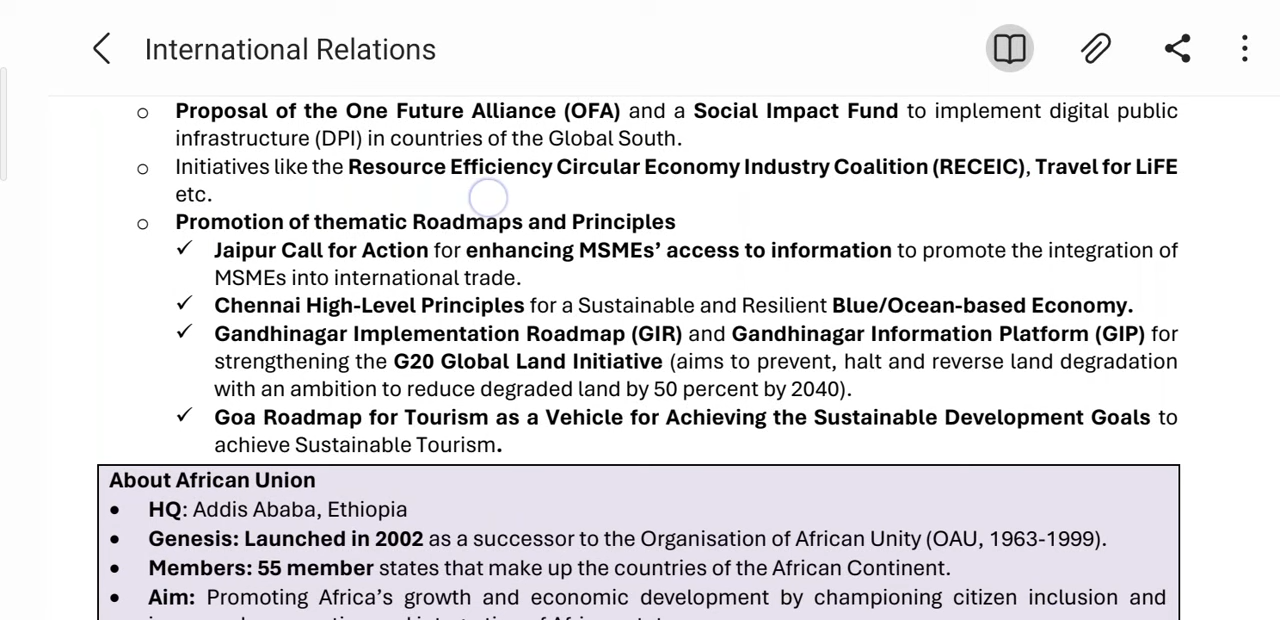 International Relations
o Proposal of the One Future Alliance (OFA) and a Social Impact Fund to implement digital public
infrastructure (DPI) in countries of the Global South.
o Initiatives like the Resource Efficiency Circular Economy Industry Coalition (RECEIC), Travel for LiFE
etc.
o Promotion of thematic Roadmaps and Principles
✓ Jaipur Call for Action for enhancing MSMEs’ access to information to promote the integration of
MSMEs into international trade.
✓ Chennai High-Level Principles for a Sustainable and Resilient Blue/Ocean-based Economy.
✓ Gandhinagar Implementation Roadmap (GIR) and Gandhinagar Information Platform (GIP) for
strengthening the G20 Global Land Initiative (aims to prevent, halt and reverse land degradation
with an ambition to reduce degraded land by 50 percent by 2040).
✓ Goa Roadmap for Tourism as a Vehicle for Achieving the Sustainable Development Goals to
achieve Sustainable Tourism.
About African Union
• HQ: Addis Ababa, Ethiopia
• Genesis: Launched in 2002 as a successor to the Organisation of African Unity (OAU, 1963-1999).
• Members: 55 member states that make up the countries of the African Continent.
• Aim: Promoting Africa’s growth and economic development by championing citizen inclusion and